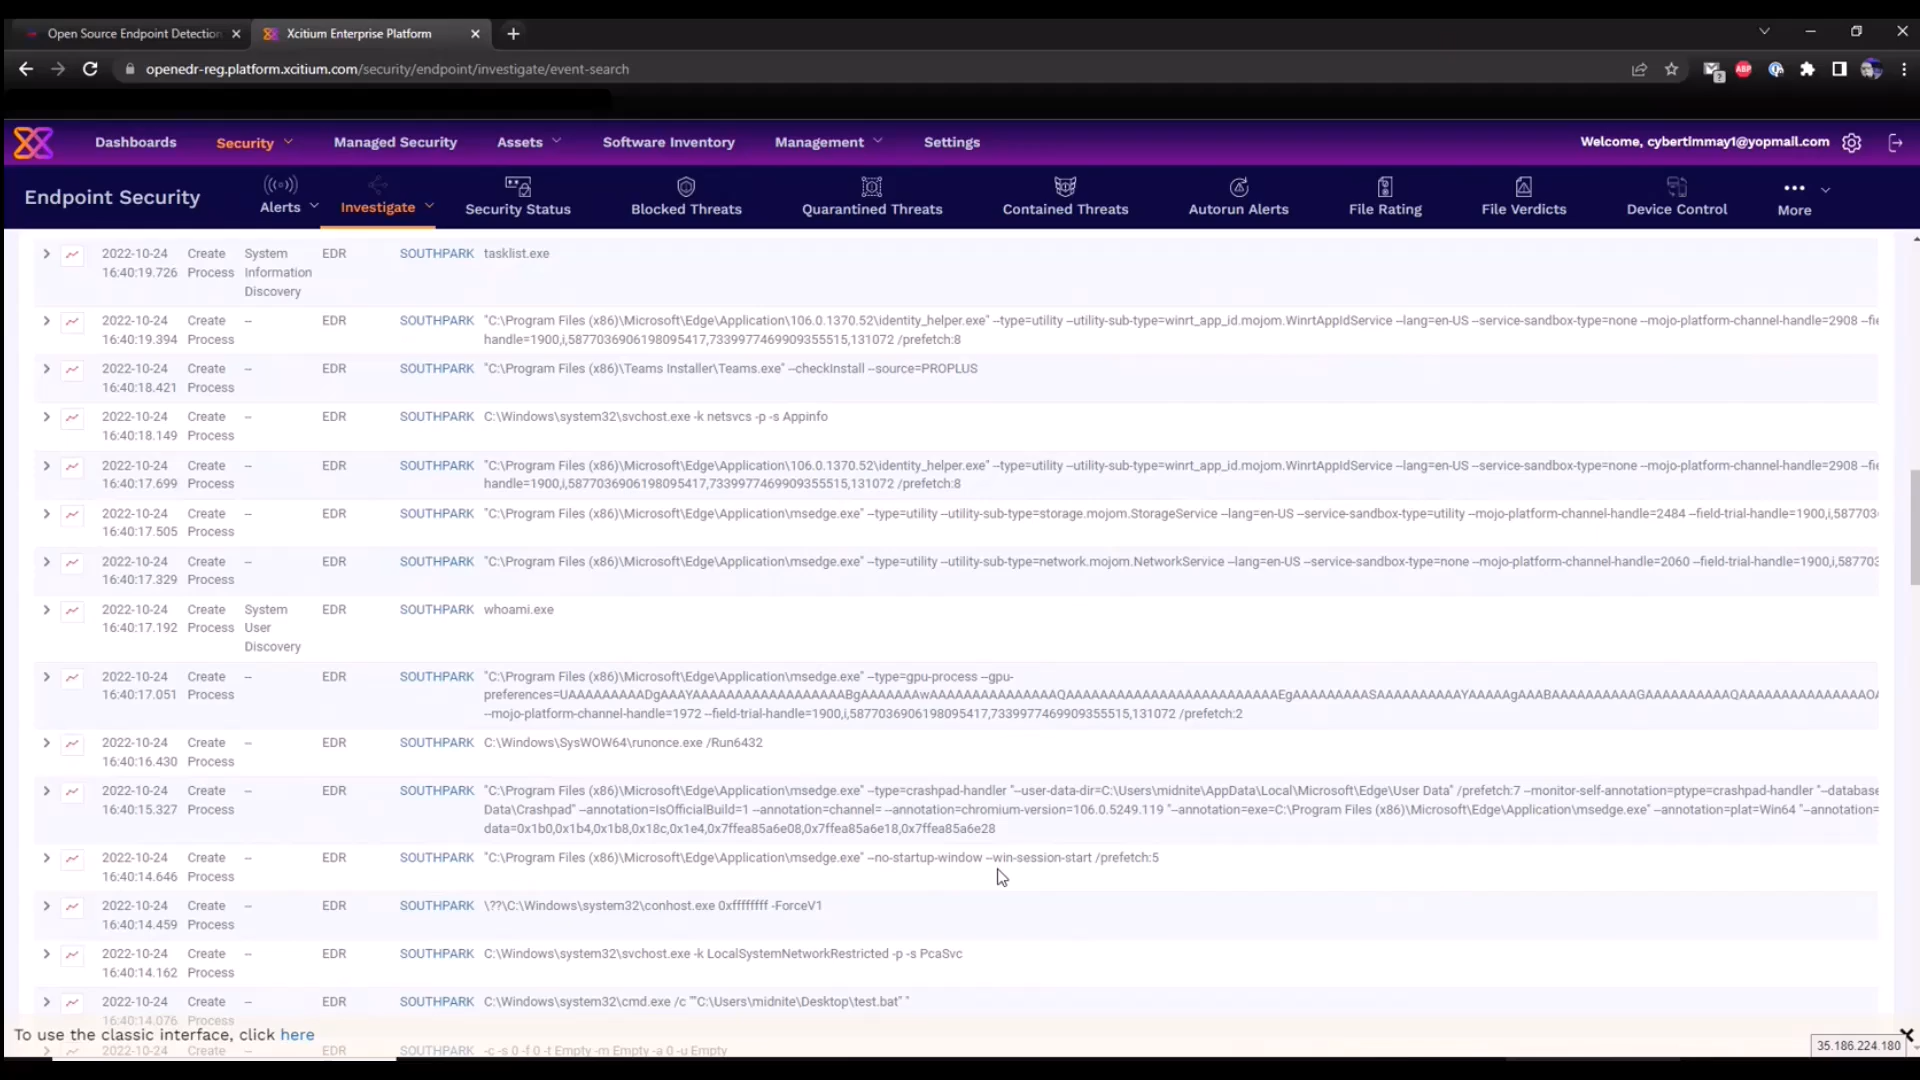 Open Source Endpoint Detection
Xcitium Enterprise Platform
openedr-reg.platform.xcitium.com/security/endpoint/investigate/event-search
ABP
Dashboards
Security
Managed Security
Assets
Software Inventory
Management
Settings
Welcome, cybertimmay1@yopmail.com
Endpoint Security
Alerts
Investigate
Security Status
Blocked Threats
Quarantined Threats
Contained Threats
Autorun Alerts
File Rating
File Verdicts
Device Control
More
2022-10-24 Create System EDR SOUTHPARK tasklist.exe
16:40:19.726 Process Information
Discovery
2022-10-24 Create -- EDR SOUTHPARK "C:\Program Files (x86)\Microsoft\Edge\Application\106.0.1370.52\identity_helper.exe" --type=utility --utility-sub-type=winrt_app_id.mojom.WinrtAppIdService --lang=en-US --service-sandbox-type=none --mojo-platform-channel-handle=2908 --fie
16:40:19.394 Process handle=1900,i,5877036906198095417,7339977469909355515,131072 /prefetch:8
2022-10-24 Create -- EDR SOUTHPARK "C:\Program Files (x86)\Teams Installer\Teams.exe" --checkInstall --source=PROPLUS
16:40:18.421 Process
2022-10-24 Create -- EDR SOUTHPARK C:\Windows\system32\svchost.exe -k netsvcs -p -s Appinfo
16:40:18.149 Process
2022-10-24 Create -- EDR SOUTHPARK "C:\Program Files (x86)\Microsoft\Edge\Application\106.0.1370.52\identity_helper.exe" --type=utility --utility-sub-type=winrt_app_id.mojom.WinrtAppIdService --lang=en-US --service-sandbox-type=none --mojo-platform-channel-handle=2908 --fie
16:40:17.699 Process handle=1900,i,5877036906198095417,7339977469909355515,131072 /prefetch:8
2022-10-24 Create -- EDR SOUTHPARK "C:\Program Files (x86)\Microsoft\Edge\Application\msedge.exe" --type=utility --utility-sub-type=storage.mojom.StorageService --lang=en-US --service-sandbox-type=utility --mojo-platform-channel-handle=2484 --field-trial-handle=1900,i,587703
16:40:17.505 Process
2022-10-24 Create -- EDR SOUTHPARK "C:\Program Files (x86)\Microsoft\Edge\Application\msedge.exe" --type=utility --utility-sub-type=network.mojom.NetworkService --lang=en-US --service-sandbox-type=none --mojo-platform-channel-handle=2060 --field-trial-handle=1900,i,587703
16:40:17.329 Process
2022-10-24 Create System EDR SOUTHPARK whoami.exe
16:40:17.192 Process User
Discovery
2022-10-24 Create -- EDR SOUTHPARK "C:\Program Files (x86)\Microsoft\Edge\Application\msedge.exe" --type=gpu-process --gpu-
16:40:17.051 Process
--mojo-platform-channel-handle=1972 --field-trial-handle=1900,i,5877036906198095417,7339977469909355515,131072 /prefetch:2
2022-10-24 Create -- EDR SOUTHPARK C:\Windows\SysWOW64\runonce.exe /Run6432
16:40:16.430 Process
2022-10-24 Create -- EDR SOUTHPARK "C:\Program Files (x86)\Microsoft\Edge\Application\msedge.exe" --type=crashpad-handler "--user-data-dir=C:\Users\midnite\AppData\Local\Microsoft\Edge\User Data" /prefetch:7 --monitor-self-annotation=ptype=crashpad-handler "--database
16:40:15.327 Process Data\Crashpad" --annotation=IsOfficialBuild=1 --annotation=channel= --annotation=chromium-version=106.0.5249.119 "--annotation=exe=C:\Program Files (x86)\Microsoft\Edge\Application\msedge.exe" --annotation=plat=Win64 "--annotation=
data=0x1b0,0x1b4,0x1b8,0x18c,0x1e4,0x7ffea85a6e08,0x7ffea85a6e18,0x7ffea85a6e28
2022-10-24 Create -- EDR SOUTHPARK "C:\Program Files (x86)\Microsoft\Edge\Application\msedge.exe" --no-startup-window --win-session-start /prefetch:5
16:40:14.646 Process
2022-10-24 Create -- EDR SOUTHPARK \??\C:\Windows\system32\conhost.exe 0xffffffff -ForceV1
16:40:14.459 Process
2022-10-24 Create -- EDR SOUTHPARK C:\Windows\system32\svchost.exe -k LocalSystemNetworkRestricted -p -s PcaSvc
16:40:14.162 Process
2022-10-24 Create -- EDR SOUTHPARK C:\Windows\system32\cmd.exe /c ""C:\Users\midnite\Desktop\test.bat" "
16:40:14.076 Process
To use the classic interface, click here
2022-10-24 Create -- EDR SOUTHPARK -c -s 0 -f 0 -t Empty -m Empty -a 0 -u Empty
35.186.224.180